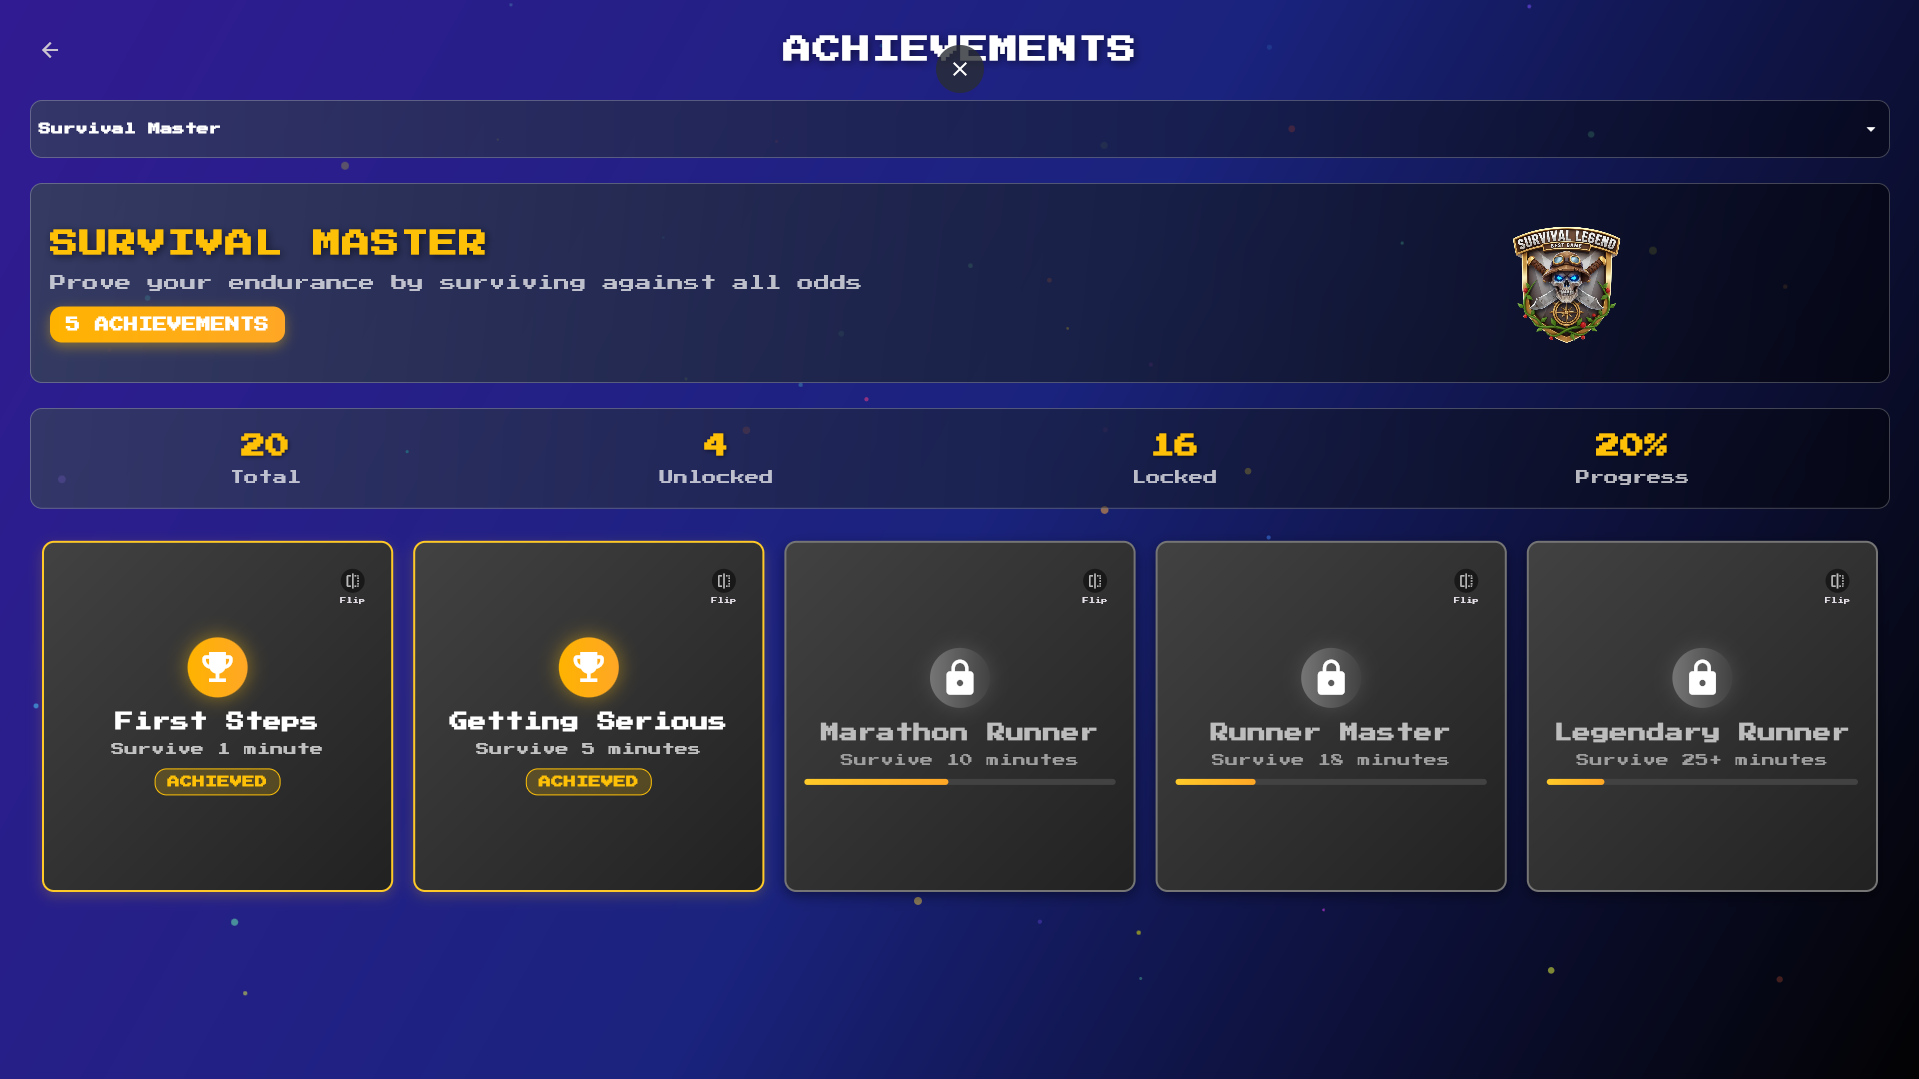 ACHIEVEMENTS
Survival Master
SURVIVAL MASTER
Prove your endurance by surviving against all odds
5 ACHIEVEMENTS
SURVIVAL LEGEND
20
Total
4
Unlocked
16
Locked
20%
Progress
Flip
First Steps
Survive 1 minute
ACHIEVED
Flip
Getting Serious
Survive 5 minutes
ACHIEVED
Flip
Marathon Runner
Survive 10 minutes
Flip
Runner Master
Survive 18 minutes
Flip
Legendary Runner
Survive 25+ minutes